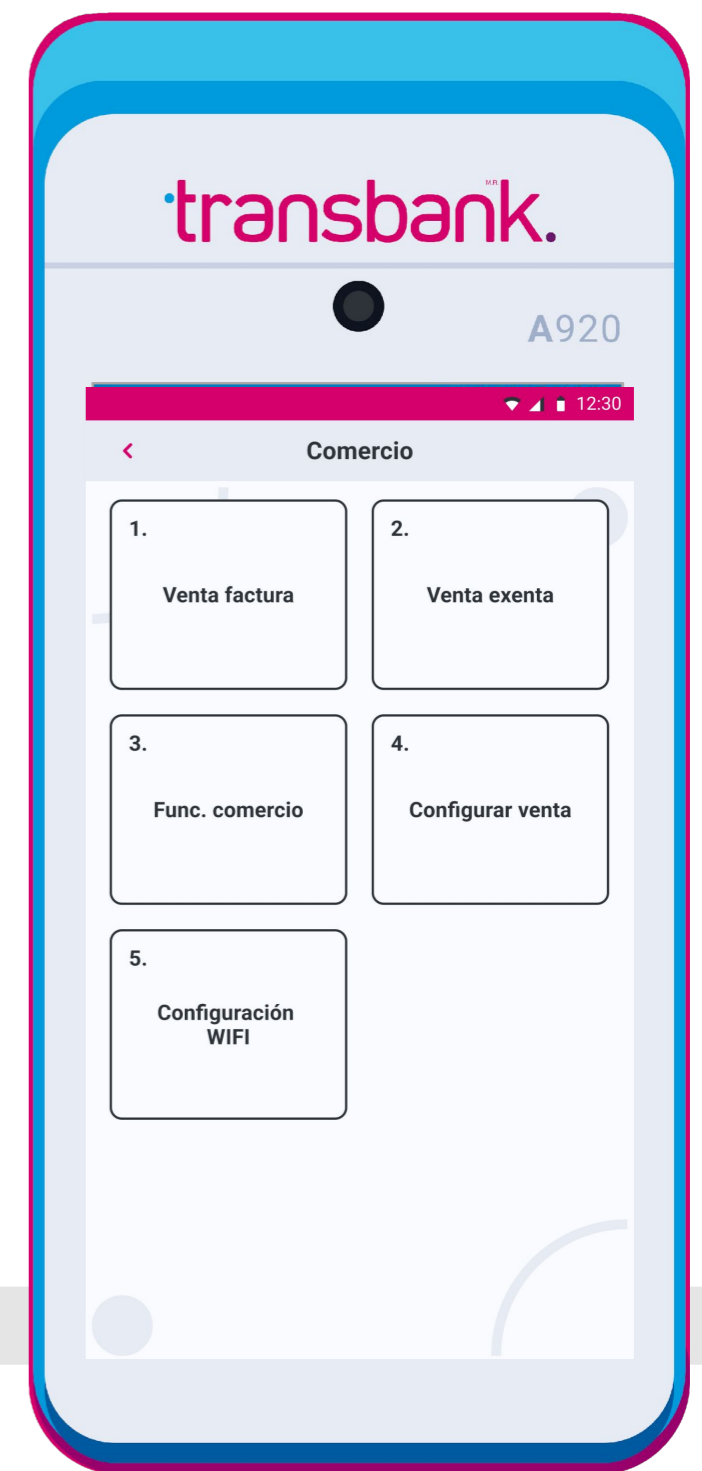 transbank.
M.R.
A920
12:30
Comercio
1.
Venta factura
2.
Venta exenta
3.
Func. comercio
4.
Configurar venta
5.
Configuración
WIFI